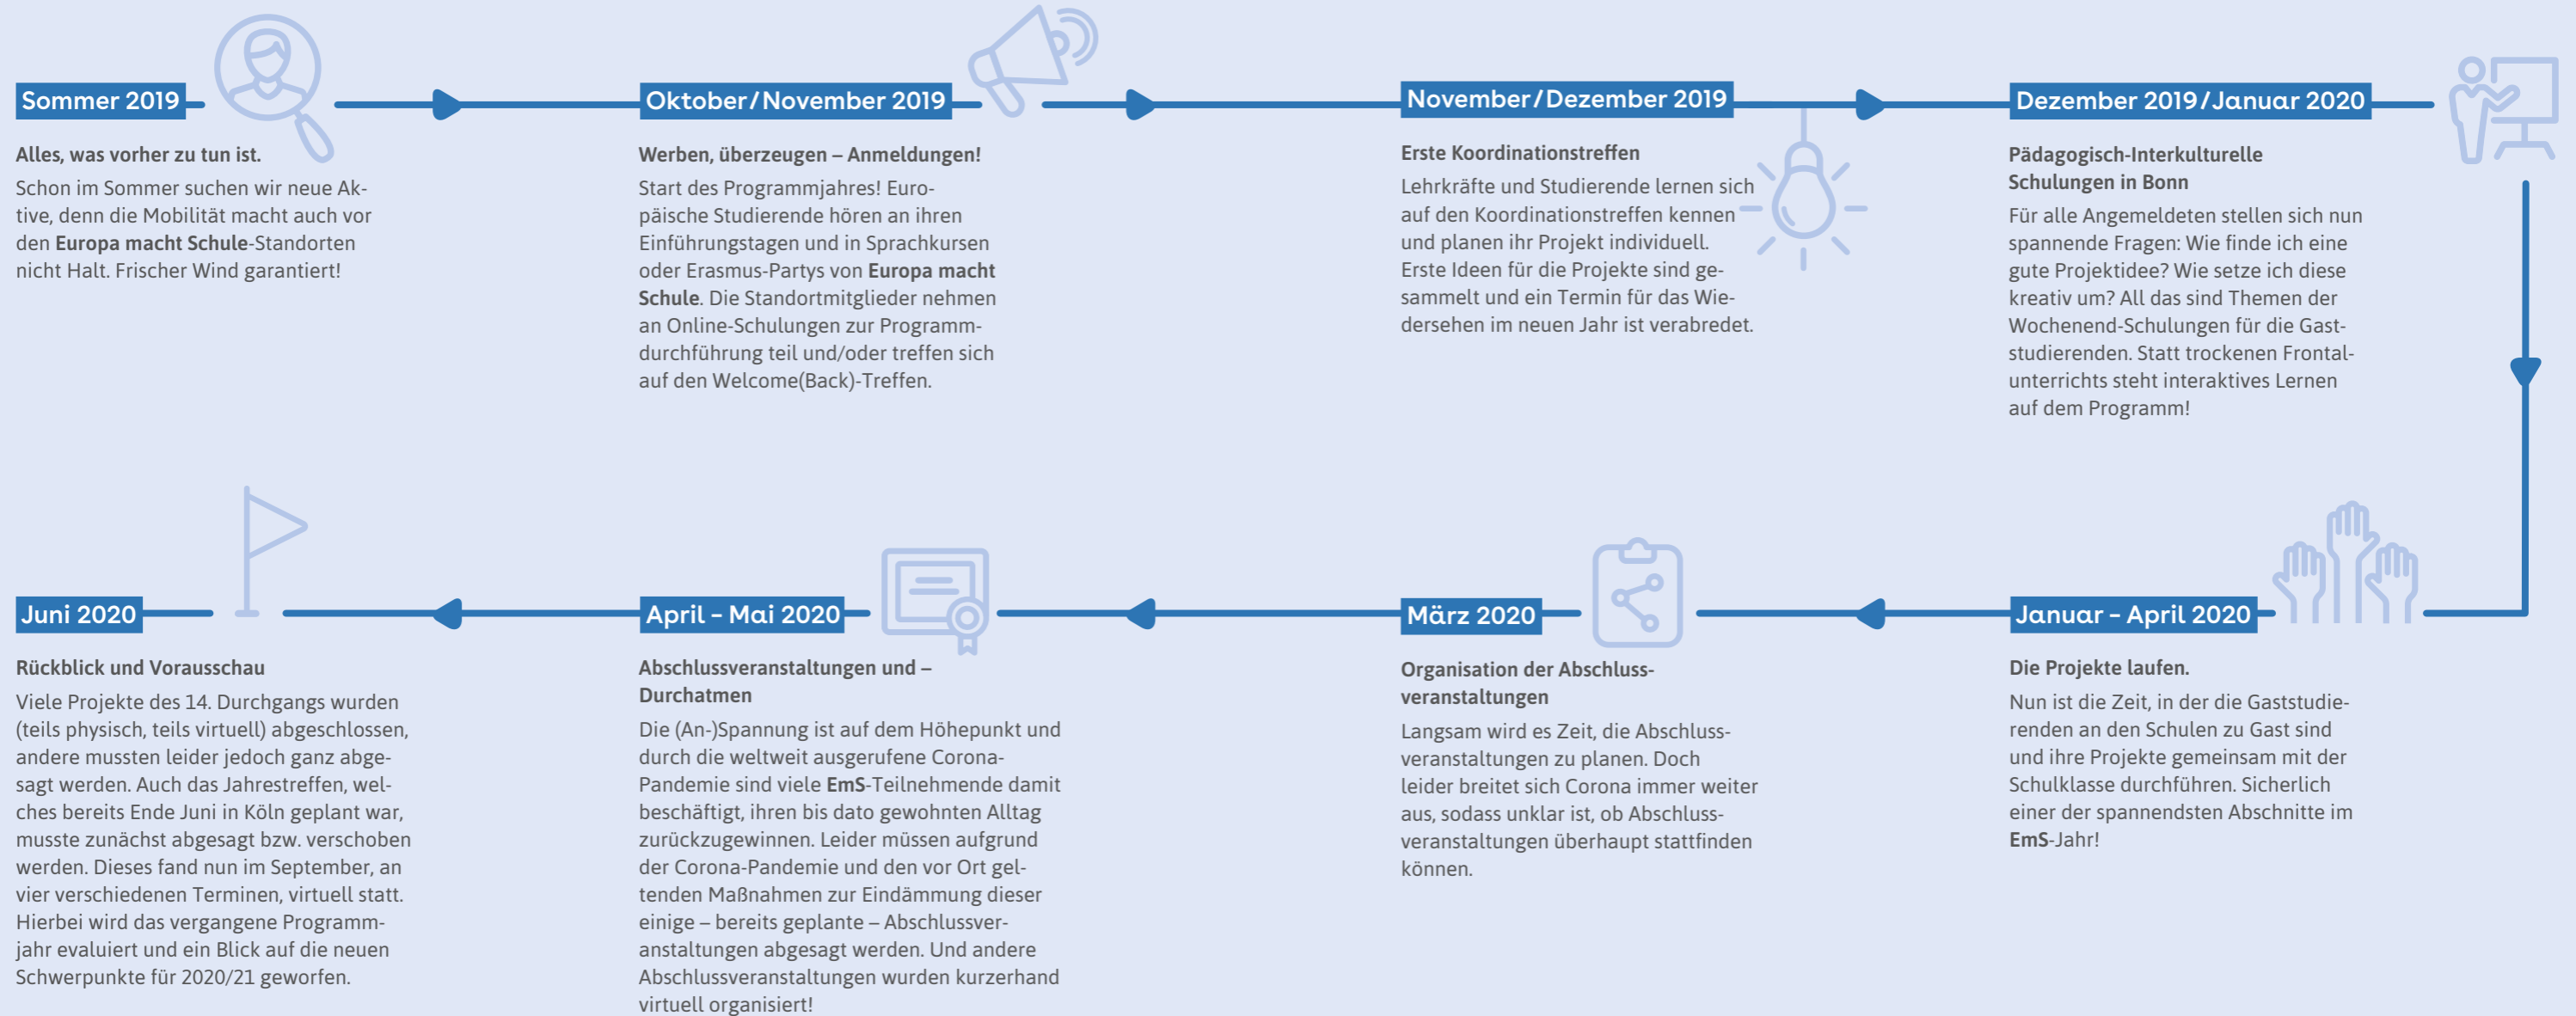 Sommer 2019
Alles, was vorher zu tun ist.
Schon im Sommer suchen wir neue Ak-
tive, denn die Mobilität macht auch vor
den Europa macht Schule-Standorten
nicht Halt. Frischer Wind garantiert!
Oktober/November 2019
Werben, überzeugen – Anmeldungen!
Start des Programmjahres! Euro-
päische Studierende hören an ihren
Einführungstagen und in Sprachkursen
oder Erasmus-Partys von Europa macht
Schule. Die Standortmitglieder nehmen
an Online-Schulungen zur Programm-
durchführung teil und/oder treffen sich
auf den Welcome(Back)-Treffen.
November/Dezember 2019
Erste Koordinationstreffen
Lehrkräfte und Studierende lernen sich
auf den Koordinationstreffen kennen
und planen ihr Projekt individuell.
Erste Ideen für die Projekte sind ge-
sammelt und ein Termin für das Wie-
dersehen im neuen Jahr ist verabredet.
Dezember 2019/Januar 2020
Pädagogisch-Interkulturelle
Schulungen in Bonn
Für alle Angemeldeten stellen sich nun
spannende Fragen: Wie finde ich eine
gute Projektidee? Wie setze ich diese
kreativ um? All das sind Themen der
Wochenend-Schulungen für die Gast-
studierenden. Statt trockenen Frontal-
unterrichts steht interaktives Lernen
auf dem Programm!
Januar – April 2020
Die Projekte laufen.
Nun ist die Zeit, in der die Gaststudie-
renden an den Schulen zu Gast sind
und ihre Projekte gemeinsam mit der
Schulklasse durchführen. Sicherlich
einer der spannendsten Abschnitte im
EmS-Jahr!
März 2020
Organisation der Abschluss-
veranstaltungen
Langsam wird es Zeit, die Abschluss-
veranstaltungen zu planen. Doch
leider breitet sich Corona immer weiter
aus, sodass unklar ist, ob Abschluss-
veranstaltungen überhaupt stattfinden
können.
April – Mai 2020
Abschlussveranstaltungen und –
Durchatmen
Die (An-)Spannung ist auf dem Höhepunkt und
durch die weltweit ausgerufene Corona-
Pandemie sind viele EmS-Teilnehmende damit
beschäftigt, ihren bis dato gewohnten Alltag
zurückzugewinnen. Leider müssen aufgrund
der Corona-Pandemie und den vor Ort gel-
tenden Maßnahmen zur Eindämmung dieser
einige – bereits geplante – Abschlussver-
anstaltungen abgesagt werden. Und andere
Abschlussveranstaltungen wurden kurzerhand
virtuell organisiert!
Juni 2020
Rückblick und Vorausschau
Viele Projekte des 14. Durchgangs wurden
(teils physisch, teils virtuell) abgeschlossen,
andere mussten leider jedoch ganz abge-
sagt werden. Auch das Jahrestreffen, wel-
ches bereits Ende Juni in Köln geplant war,
musste zunächst abgesagt bzw. verschoben
werden. Dieses fand nun im September, an
vier verschiedenen Terminen, virtuell statt.
Hierbei wird das vergangene Programm-
jahr evaluiert und ein Blick auf die neuen
Schwerpunkte für 2020/21 geworfen.